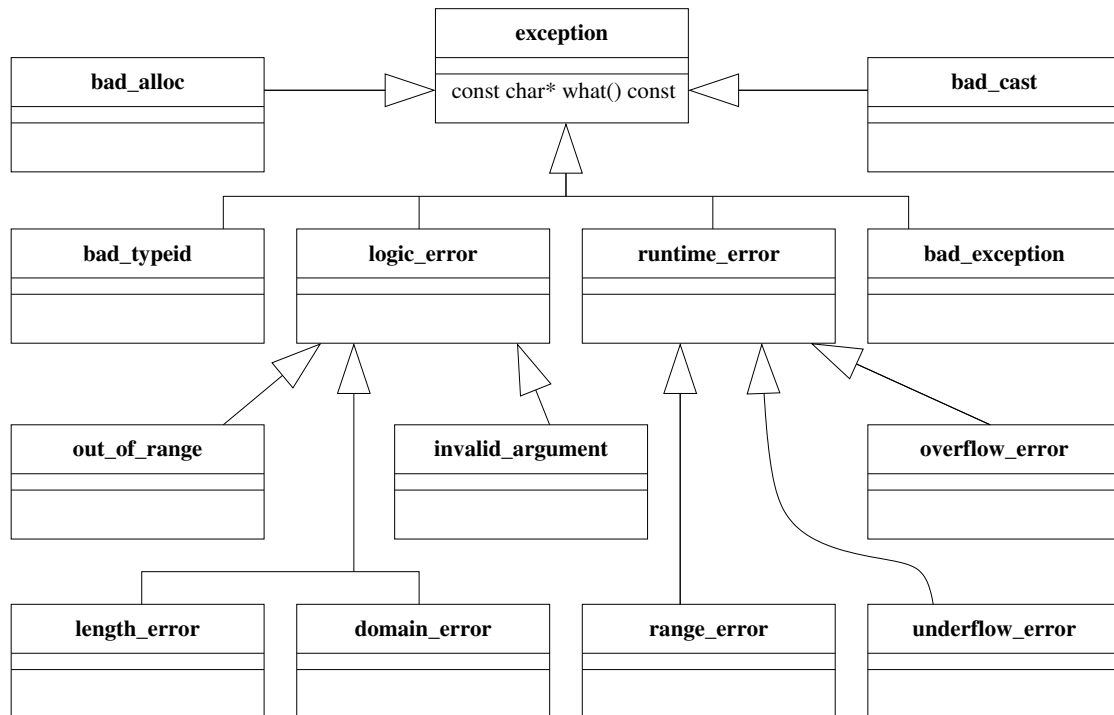 exception
const char* what() const
bad_alloc
bad_cast
bad_typeid
logic_error
runtime_error
bad_exception
out_of_range
invalid_argument
overflow_error
length_error
domain_error
range_error
underflow_error